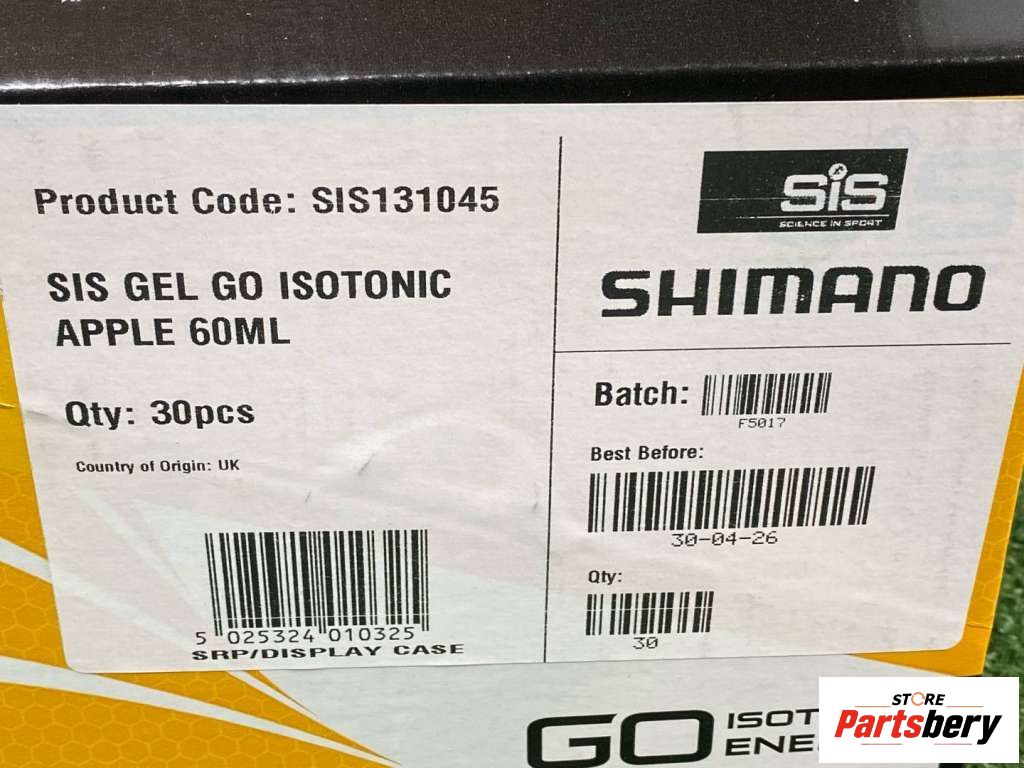 Product Code: SIS131045
SIS GEL GO ISOTONIC
APPLE 60ML
Qty: 30pcs
Country of Origin: UK
5 025324 010325
SRP/DISPLAY CASE
SiS
SCIENCE IN SPORT
SHIMANO
Batch:
F5017
Best Before:
30-04-26
Qty:
30
GO ISOT
ENE
STORE
Partsbery